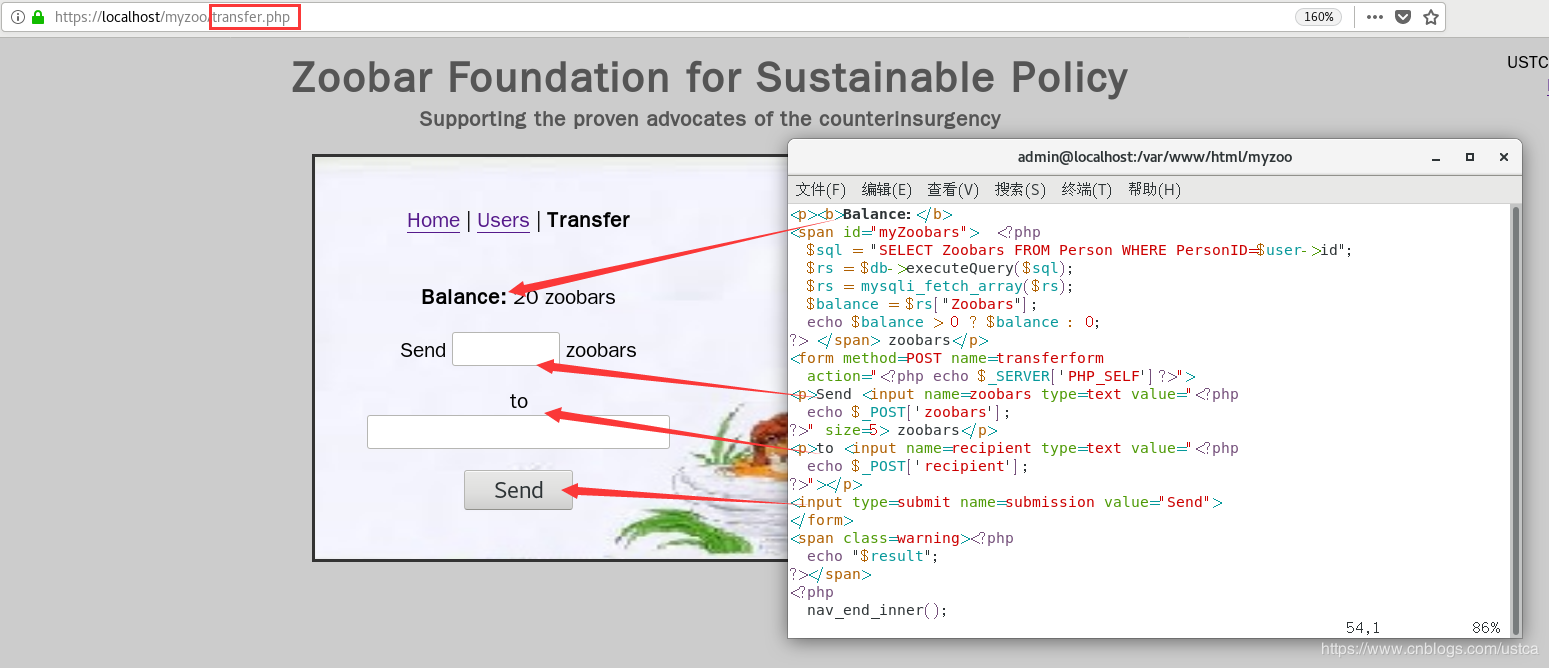 https://localhost/myzoo/transfer.php
160%
Zoobar Foundation for Sustainable Policy
Supporting the proven advocates of the counterinsurgency
USTC
Home | Users | Transfer
Balance: 20 zoobars
Send zoobars
to
Send
admin@localhost:/var/www/html/myzoo
文件(F) 编辑(E) 查看(V) 搜索(S) 终端(T) 帮助(H)
<p><b>Balance:</b>
<span id="myZoobars">  <?php
  $sql = "SELECT Zoobars FROM Person WHERE PersonID=$user->id";
  $rs = $db->executeQuery($sql);
  $rs = mysqli_fetch_array($rs);
  $balance = $rs["Zoobars"];
  echo $balance > 0 ? $balance : 0;
?> </span> zoobars</p>
<form method=POST name=transferform
  action="<?php echo $_SERVER['PHP_SELF'] ?>">
<p>Send <input name=zoobars type=text value="<?php
  echo $_POST['zoobars'];
?>" size=5> zoobars</p>
<p>to <input name=recipient type=text value="<?php
  echo $_POST['recipient'];
?>"></p>
<input type=submit name=submission value="Send">
</form>
<span class=warning><?php
  echo "$result";
?></span>
<?php
  nav_end_inner();
54,1 86%
https://www.cnblogs.com/ustca